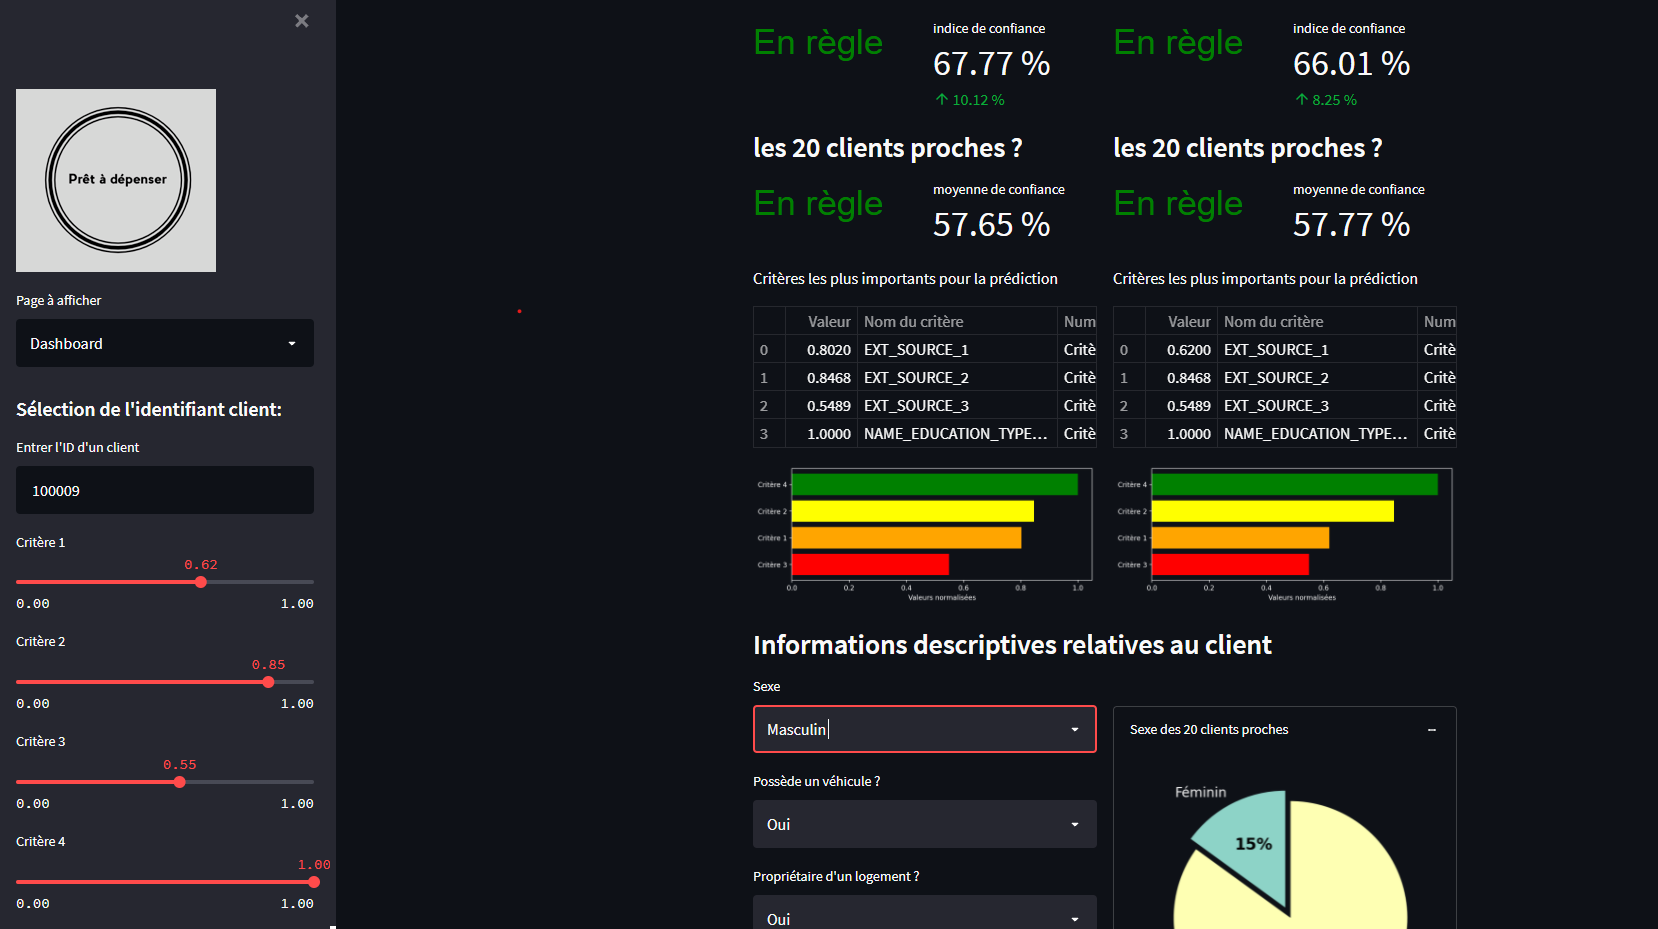 ×
Prêt à dépenser
Page à afficher
Dashboard
Sélection de l'identifiant client:
Entrer l'ID d'un client
100009
Critère 1
0.62
0.00 1.00
Critère 2
0.85
0.00 1.00
Critère 3
0.55
0.00 1.00
Critère 4
1.00
0.00 1.00
En règle
indice de confiance
67.77 %
↑ 10.12 %
les 20 clients proches ?
En règle
moyenne de confiance
57.65 %
Critères les plus importants pour la prédiction
Valeur Nom du critère Num
0 0.8020 EXT_SOURCE_1 Critè
1 0.8468 EXT_SOURCE_2 Critè
2 0.5489 EXT_SOURCE_3 Critè
3 1.0000 NAME_EDUCATION_TYPE... Critè
Critère 4
Critère 2
Critère 1
Critère 3
0.0 0.2 0.4 0.6 0.8 1.0
Valeurs normalisées
En règle
indice de confiance
66.01 %
↑ 8.25 %
les 20 clients proches ?
En règle
moyenne de confiance
57.77 %
Critères les plus importants pour la prédiction
Valeur Nom du critère Num
0 0.6200 EXT_SOURCE_1 Critè
1 0.8468 EXT_SOURCE_2 Critè
2 0.5489 EXT_SOURCE_3 Critè
3 1.0000 NAME_EDUCATION_TYPE... Critè
Critère 4
Critère 2
Critère 1
Critère 3
0.0 0.2 0.4 0.6 0.8 1.0
Valeurs normalisées
Informations descriptives relatives au client
Sexe
Masculin
Possède un véhicule ?
Oui
Propriétaire d'un logement ?
Oui
Sexe des 20 clients proches
Féminin
15%